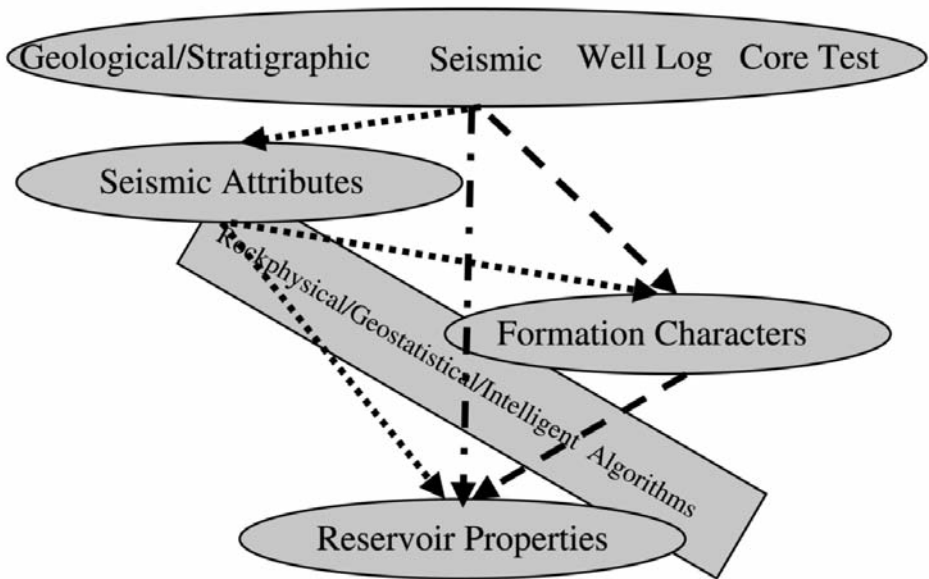 Geological/Stratigraphic Seismic Well Log Core Test
Seismic Attributes
Rockphysical/Geostatistical/Intelligent Algorithms
Formation Characters
Reservoir Properties